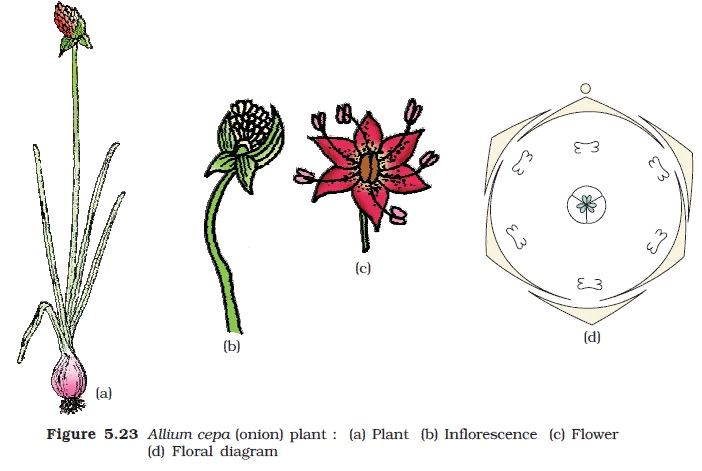 (a)
(b)
(c)
(d)
Figure 5.23 Allium cepa (onion) plant : (a) Plant (b) Inflorescence (c) Flower
(d) Floral diagram